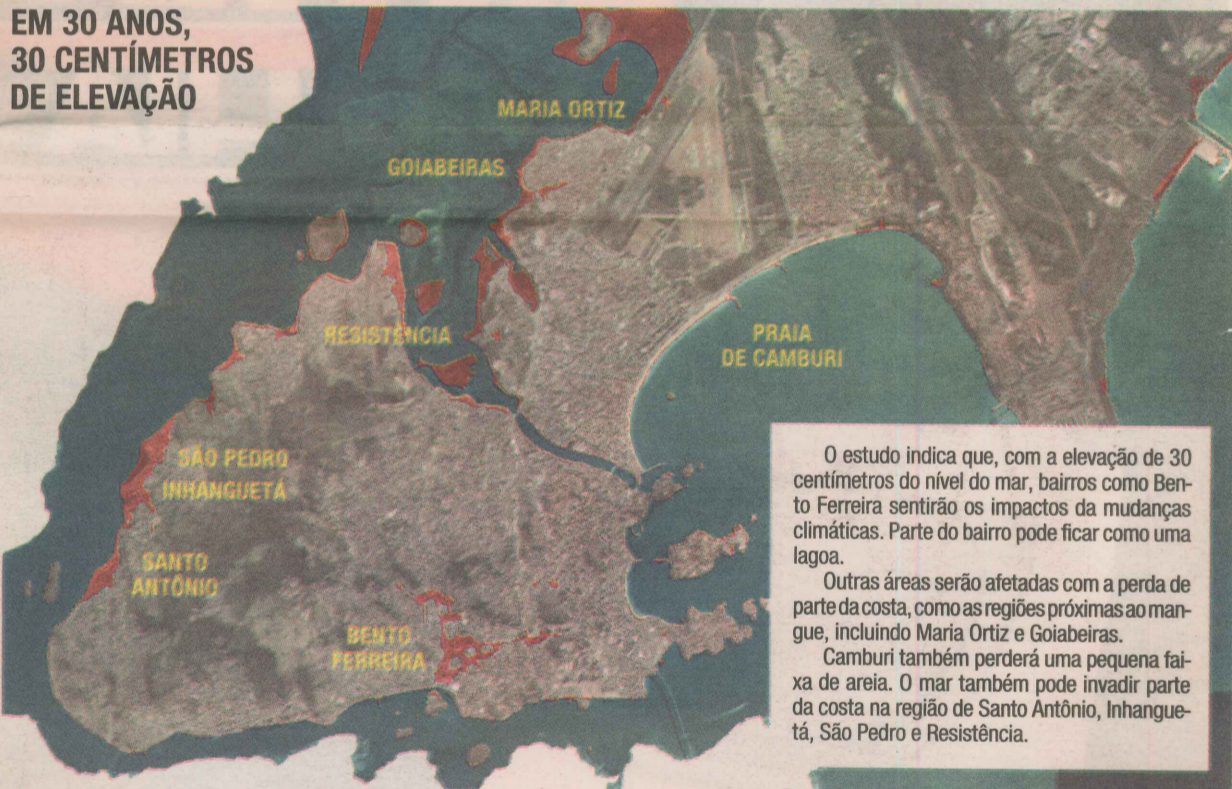 EM 30 ANOS,
30 CENTÍMETROS
DE ELEVAÇÃO
MARIA ORTIZ
GOIABEIRAS
RESISTÊNCIA
PRAIA
DE CAMBURI
SÃO PEDRO
INHANGUETÁ
SANTO
ANTÔNIO
BENTO
FERREIRA
O estudo indica que, com a elevação de 30
centímetros do nível do mar, bairros como Ben-
to Ferreira sentirão os impactos da mudanças
climáticas. Parte do bairro pode ficar como uma
lagoa.
Outras áreas serão afetadas com a perda de
parte da costa, como as regiões próximas ao man-
gue, incluindo Maria Ortiz e Goiabeiras.
Camburi também perderá uma pequena fai-
xa de areia. O mar também pode invadir parte
da costa na região de Santo Antônio, Inhangue-
tá, São Pedro e Resistência.